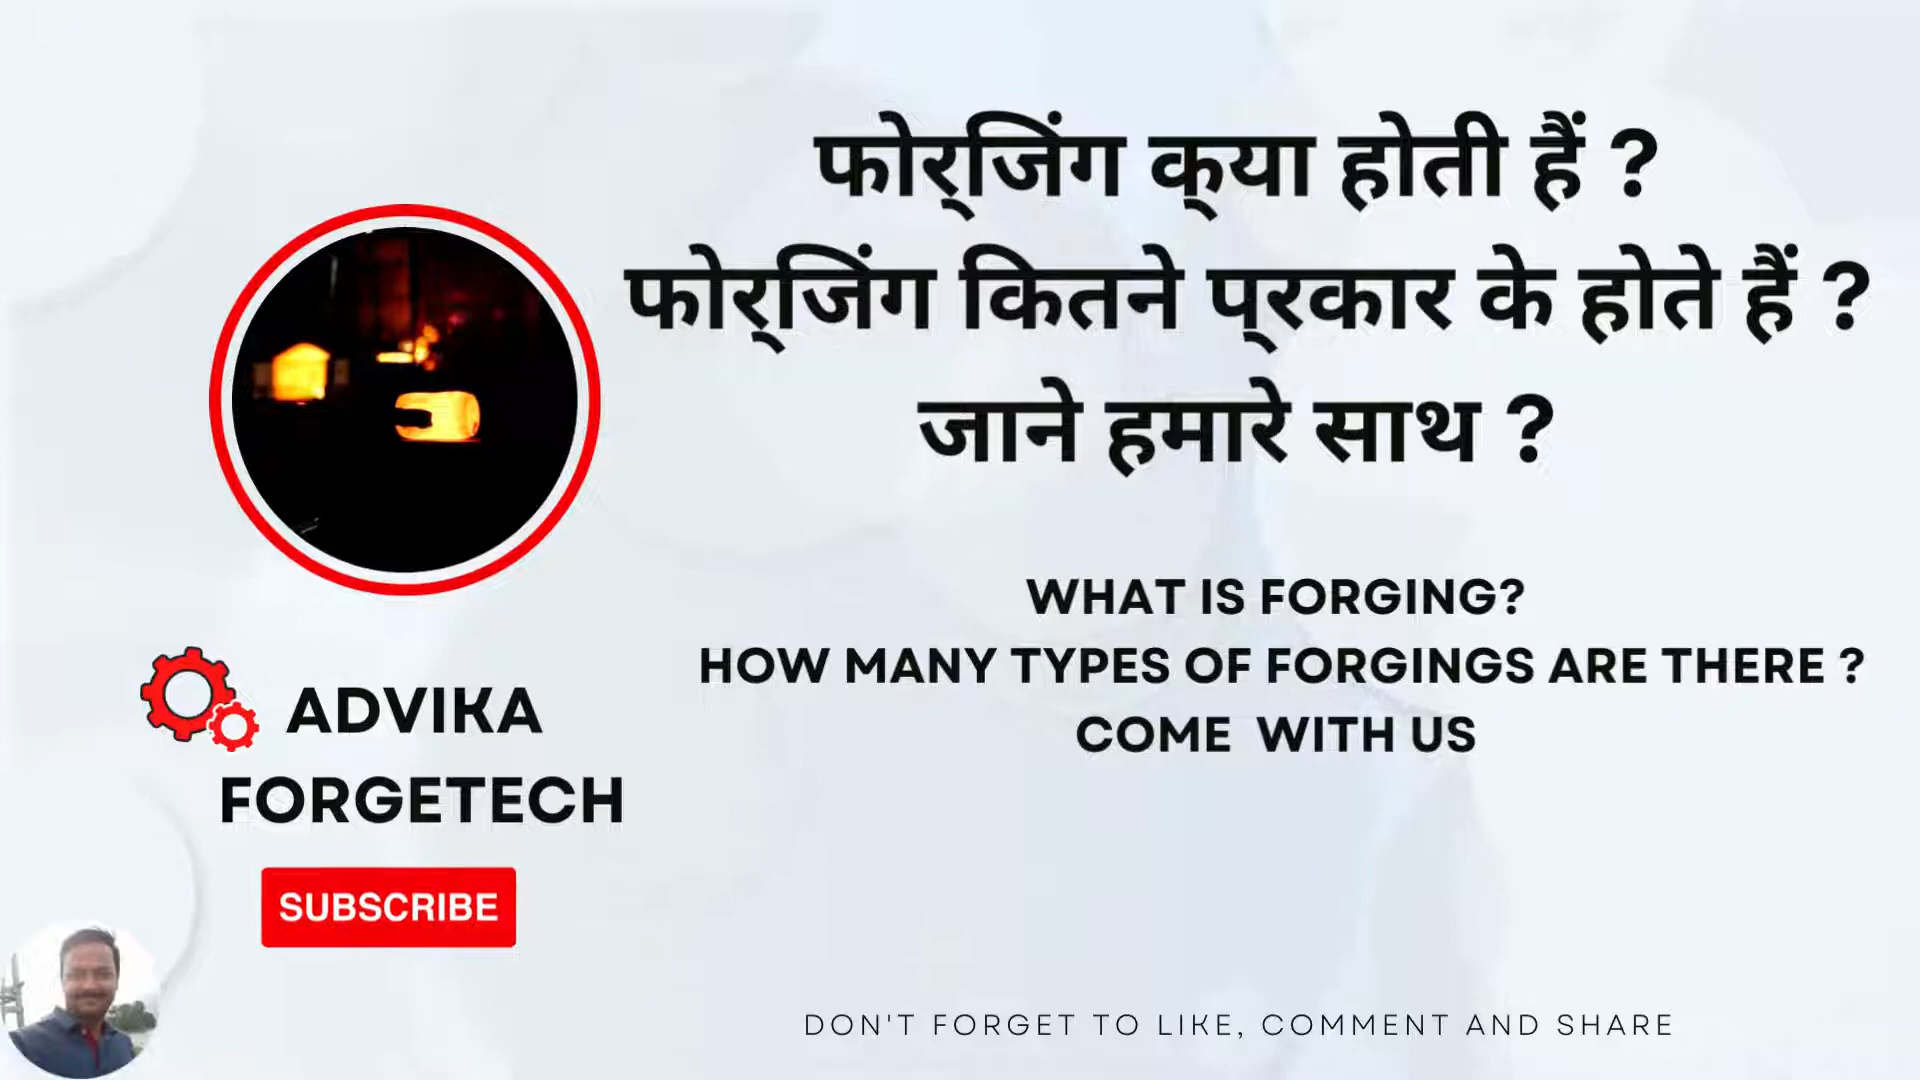 फोर्जिंग क्या होती हैं ?
फोर्जिंग कितने प्रकार के होते हैं ?
जाने हमारे साथ ?
WHAT IS FORGING?
HOW MANY TYPES OF FORGINGS ARE THERE ?
COME WITH US
ADVIKA
FORGETECH
SUBSCRIBE
DON'T FORGET TO LIKE, COMMENT AND SHARE